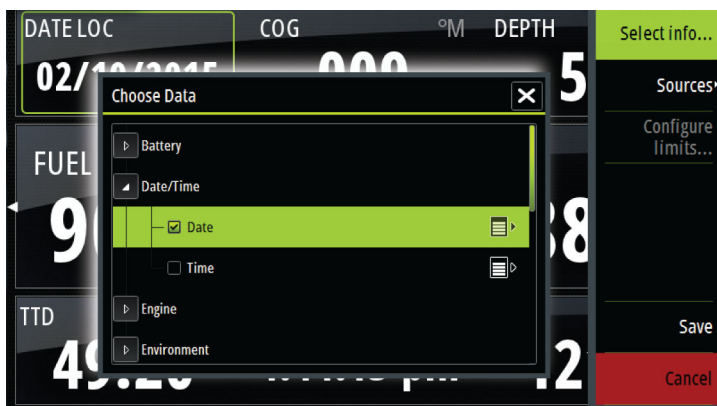 DATE LOC COG °M DEPTH
Select info...
5
Sources
Choose Data
Configure
limits...
Battery
FUEL
Date/Time
Date
Time
Engine
TTD
Save
Environment
Cancel